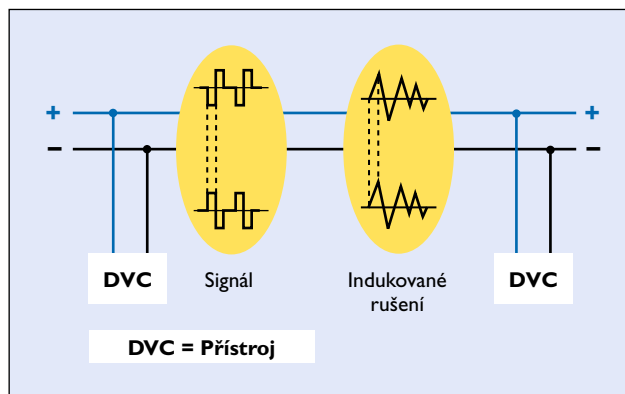 + +
– –
DVC Signál Indukované DVC
rušení
DVC = Přístroj